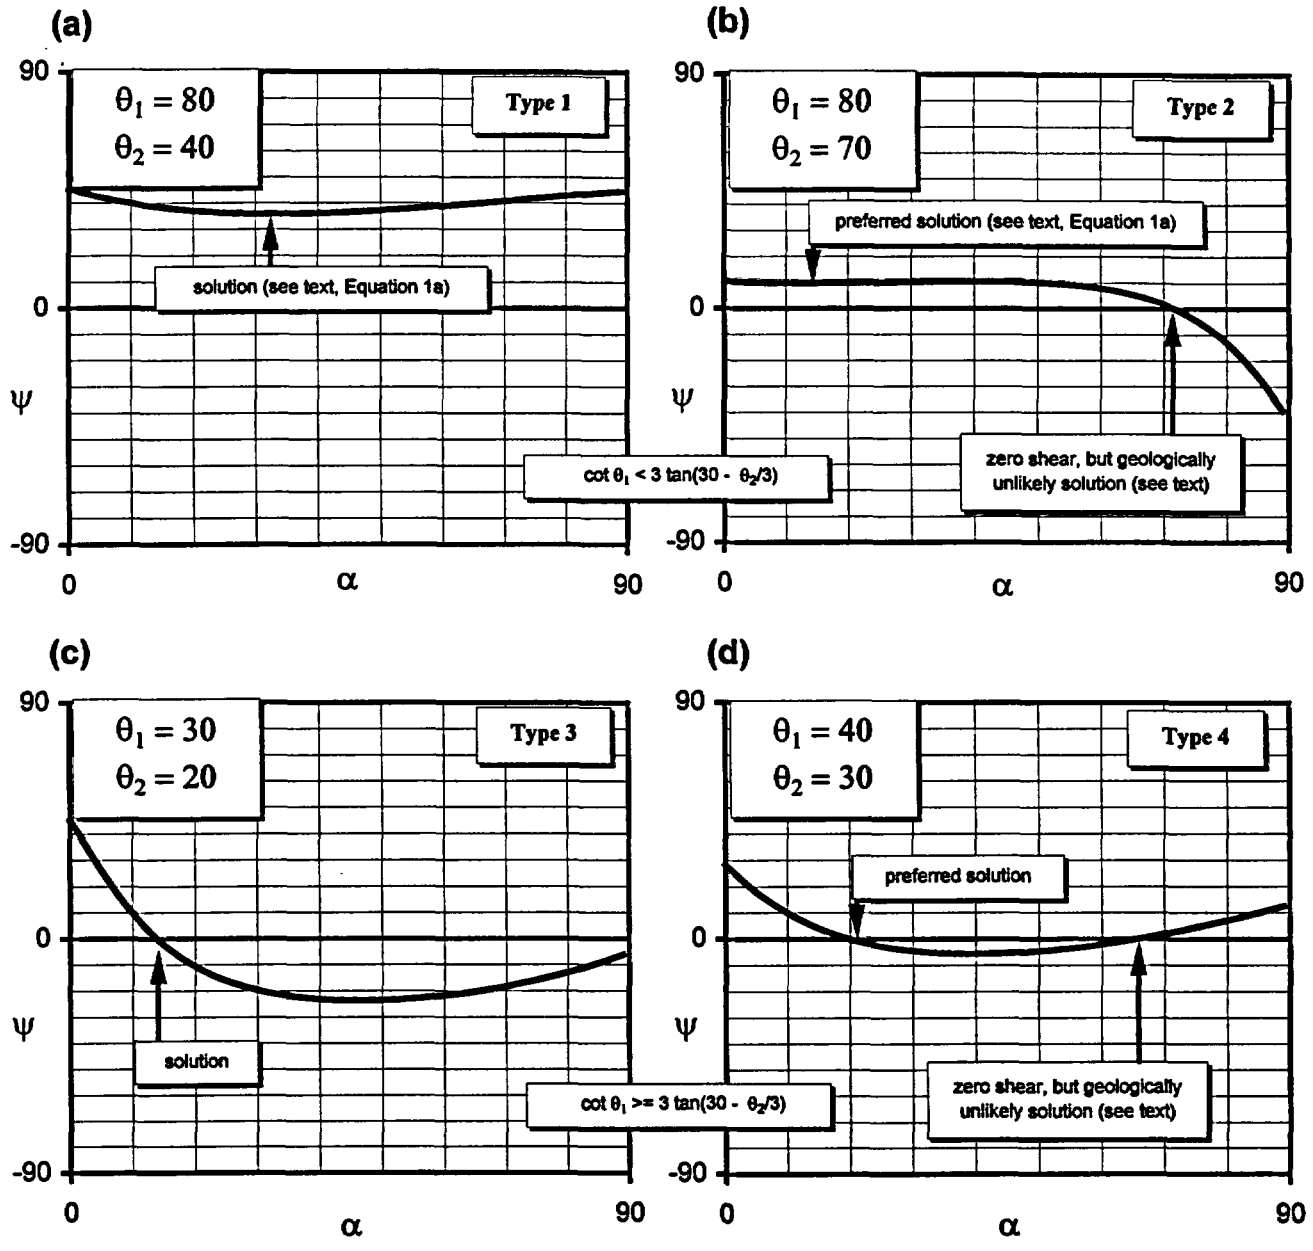 (a)
90
θ1 = 80
θ2 = 40
Type 1
solution (see text, Equation 1a)
0
ψ
-90
0
α
90
(b)
90
θ1 = 80
θ2 = 70
Type 2
preferred solution (see text, Equation 1a)
0
ψ
zero shear, but geologically
unlikely solution (see text)
-90
0
α
90
cot θ1 < 3 tan(30 - θ2/3)
(c)
90
θ1 = 30
θ2 = 20
Type 3
0
ψ
solution
-90
0
α
90
(d)
90
θ1 = 40
θ2 = 30
Type 4
preferred solution
0
ψ
zero shear, but geologically
unlikely solution (see text)
-90
0
α
90
cot θ1 >= 3 tan(30 - θ2/3)